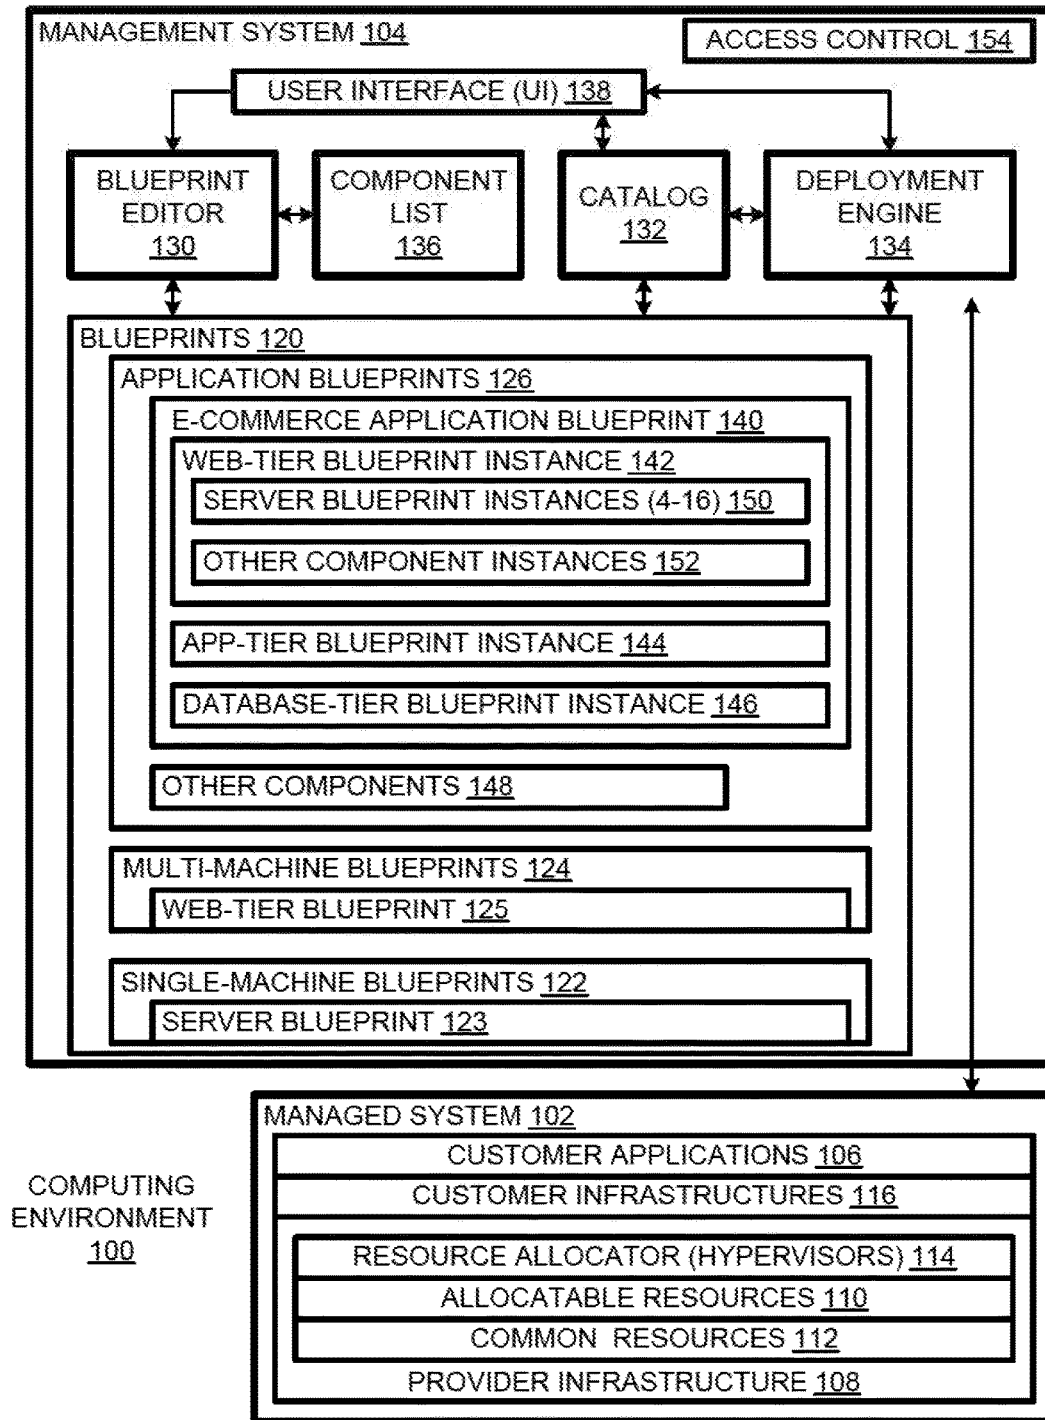 MANAGEMENT SYSTEM 104
ACCESS CONTROL 154
USER INTERFACE (UI) 138
BLUEPRINT
EDITOR
130
COMPONENT
LIST
136
CATALOG
132
DEPLOYMENT
ENGINE
134
BLUEPRINTS 120
APPLICATION BLUEPRINTS 126
E-COMMERCE APPLICATION BLUEPRINT 140
WEB-TIER BLUEPRINT INSTANCE 142
SERVER BLUEPRINT INSTANCES (4-16) 150
OTHER COMPONENT INSTANCES 152
APP-TIER BLUEPRINT INSTANCE 144
DATABASE-TIER BLUEPRINT INSTANCE 146
OTHER COMPONENTS 148
MULTI-MACHINE BLUEPRINTS 124
WEB-TIER BLUEPRINT 125
SINGLE-MACHINE BLUEPRINTS 122
SERVER BLUEPRINT 123
MANAGED SYSTEM 102
CUSTOMER APPLICATIONS 106
CUSTOMER INFRASTRUCTURES 116
RESOURCE ALLOCATOR (HYPERVISORS) 114
ALLOCATABLE RESOURCES 110
COMMON RESOURCES 112
PROVIDER INFRASTRUCTURE 108
COMPUTING
ENVIRONMENT
100